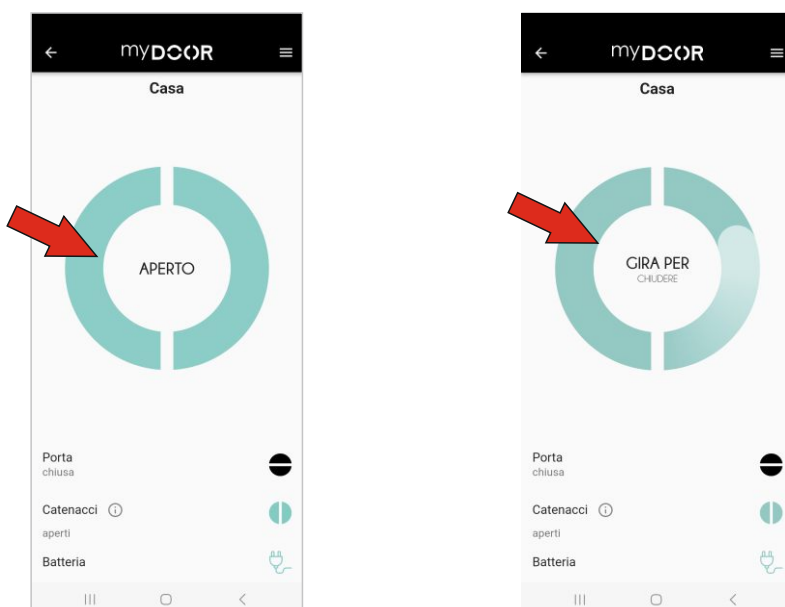 myDOOR
Casa
APERTO
Porta
chiusa
Catenacci
aperti
Batteria
myDOOR
Casa
GIRA PER
CHIUDERE
Porta
chiusa
Catenacci
aperti
Batteria